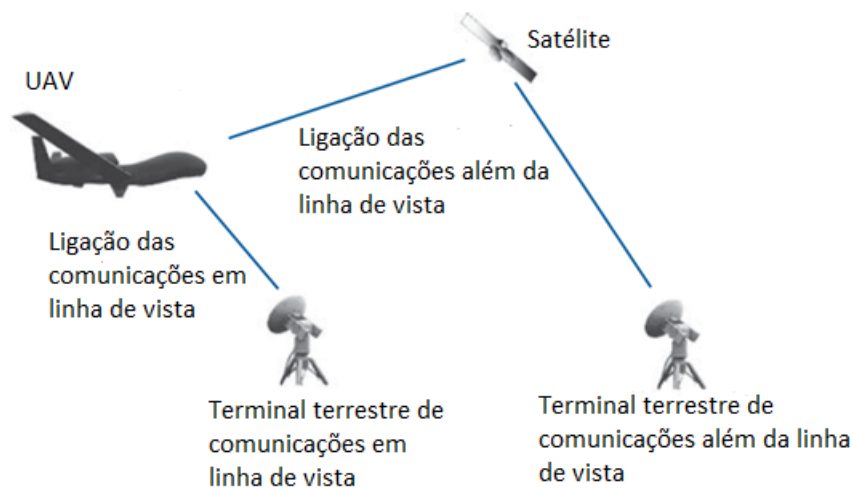 Satélite
UAV
Ligação das
comunicações além da
linha de vista
Ligação das
comunicações em
linha de vista
Terminal terrestre de
comunicações em
linha de vista
Terminal terrestre de
comunicações além da linha
de vista